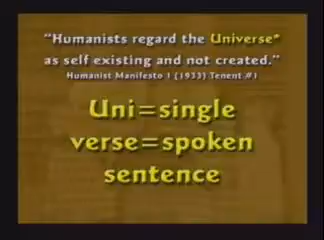 "Humanists regard the Universe"
as self existing and not created."
Humanist Manifesto 1 (1933) Tenent #1
Uni=single
verse=spoken
sentence